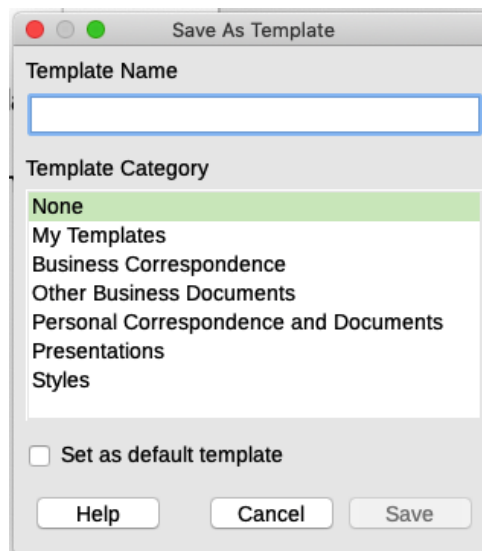 Save As Template
Template Name
Template Category
None
My Templates
Business Correspondence
Other Business Documents
Personal Correspondence and Documents
Presentations
Styles
Set as default template
Help Cancel Save